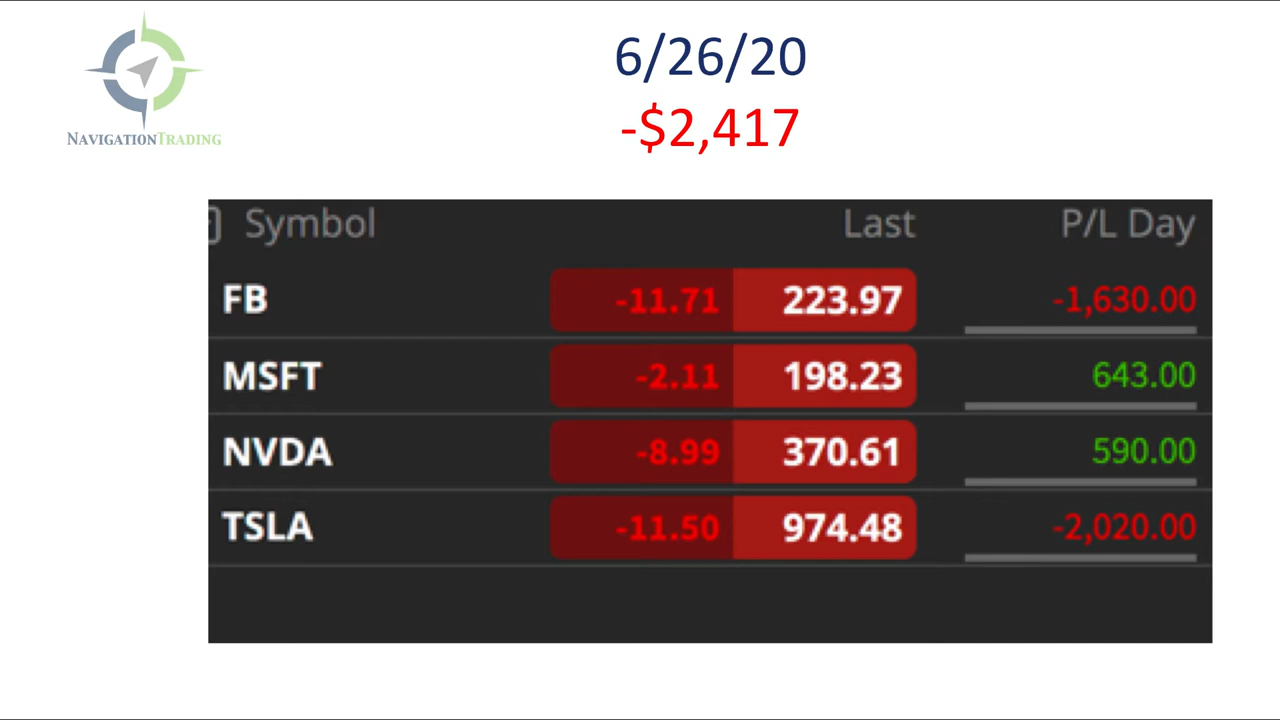 NAVIGATIONTRADING
6/26/20
-$2,417
Symbol Last P/L Day
FB -11.71 223.97 -1,630.00
MSFT -2.11 198.23 643.00
NVDA -8.99 370.61 590.00
TSLA -11.50 974.48 -2,020.00